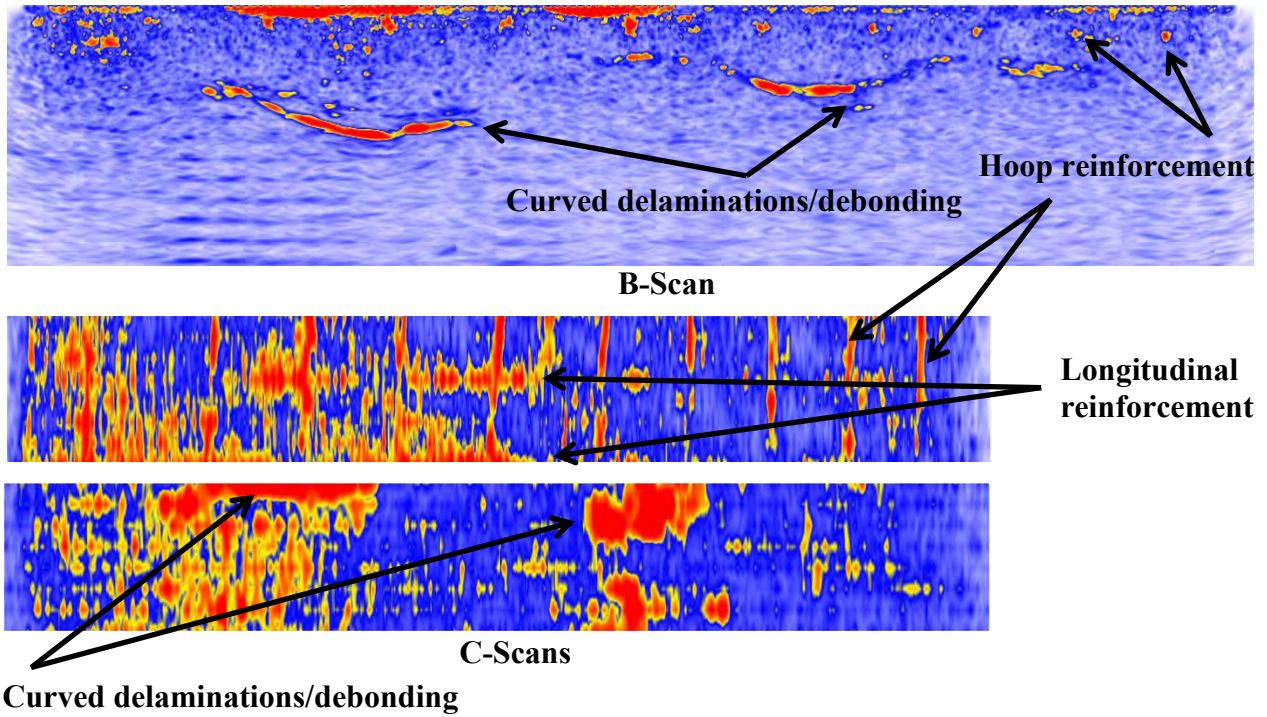 Hoop reinforcement
Curved delaminations/debonding
B-Scan
Longitudinal
reinforcement
C-Scans
Curved delaminations/debonding